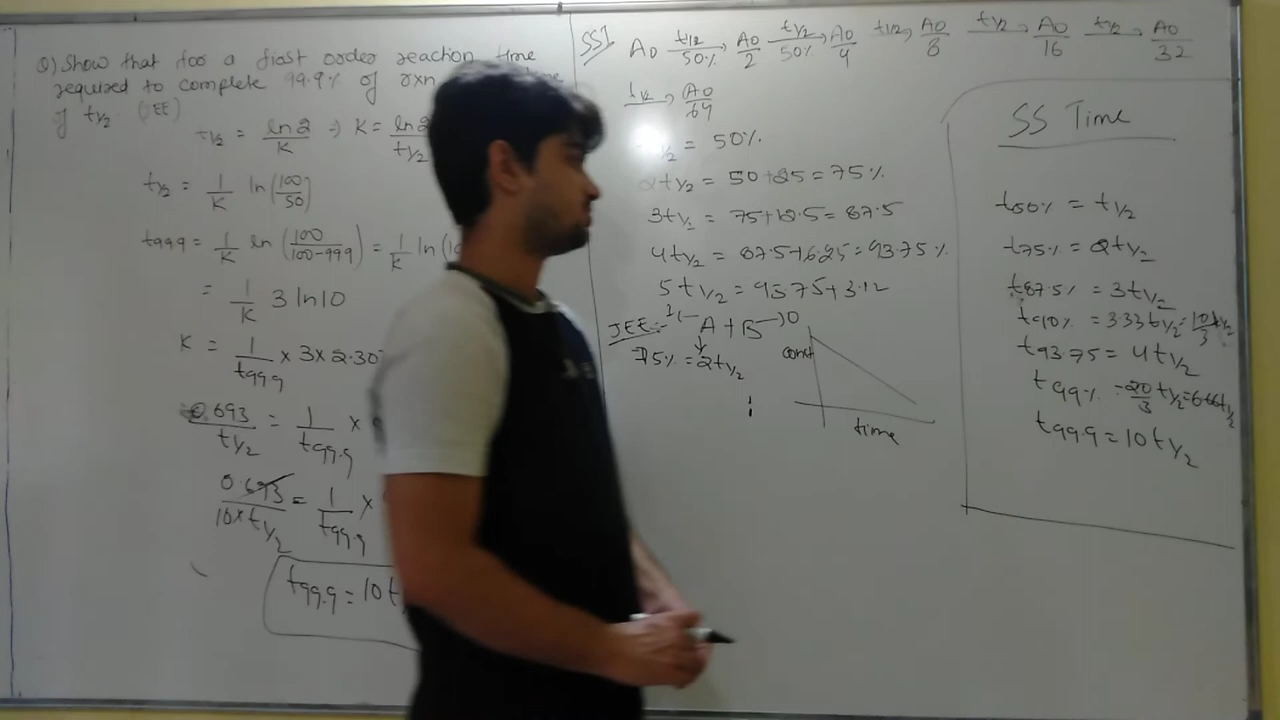 Q) Show that for a first order reaction time
required to complete 99.9% of rxn
of t1/2 (JEE)
t1/2 = ln2/K → K = ln2/t1/2
t1/2 = 1/K ln(100/50)
t99.9 = 1/K ln(100/100-99.9) = 1/K ln(10
= 1/K 3 ln10
K = 1/t99.9 × 3 × 2.30
0.693/t1/2 = 1/t99.9 ×
0.693/10×t1/2 = 1/t99.9 ×
t99.9 = 10t
SSI A0 t1/2→ 50% A0/2 t1/2→ 50% A0/4 t1/2→ A0/8 t1/2→ A0/16 t1/2→ A0/32
t1/2→ A0/64
1/2 = 50%.
2t1/2 = 50+25 = 75%.
3t1/2 = 75+12.5 = 87.5
4t1/2 = 87.5+6.25 = 93.75%.
5t1/2 = 93.75+3.12
JEE:- A + B → O
75% = 2t1/2
conc
time
SS Time
t50% = t1/2
t75% = 2t1/2
t87.5% = 3t1/2
t90% = 3.33t1/2 = 10/3 t1/2
t93.75 = 4t1/2
t99% = 20/3 t1/2 = 6.66t1/2
t99.9 = 10t1/2